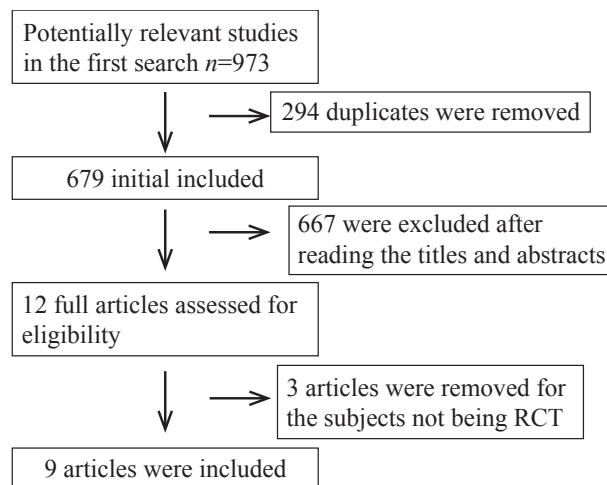 Potentially relevant studies
in the first search n=973
294 duplicates were removed
679 initial included
667 were excluded after
reading the titles and abstracts
12 full articles assessed for
eligibility
3 articles were removed for
the subjects not being RCT
9 articles were included